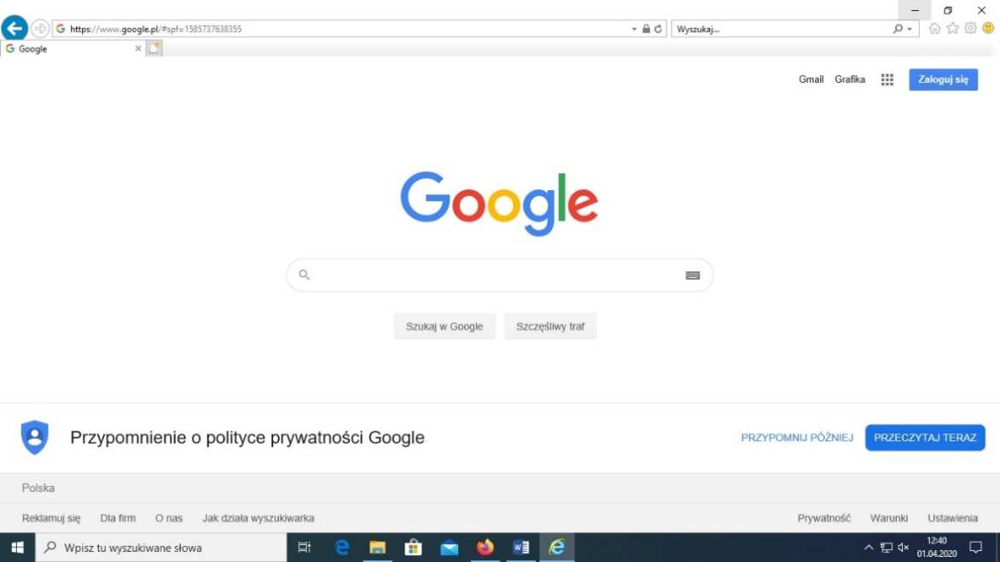 https://www.google.pl/#spf=1585737638355
Wyszukaj...
Google
Gmail Grafika Zaloguj się
Google
Szukaj w Google Szczęśliwy traf
Przypomnienie o polityce prywatności Google PRZYPOMNIJ PÓŹNIEJ PRZECZYTAJ TERAZ
Polska
Reklamuj się Dla firm O nas Jak działa wyszukiwarka Prywatność Warunki Ustawienia
Wpisz tu wyszukiwane słowa
12:40
01.04.2020